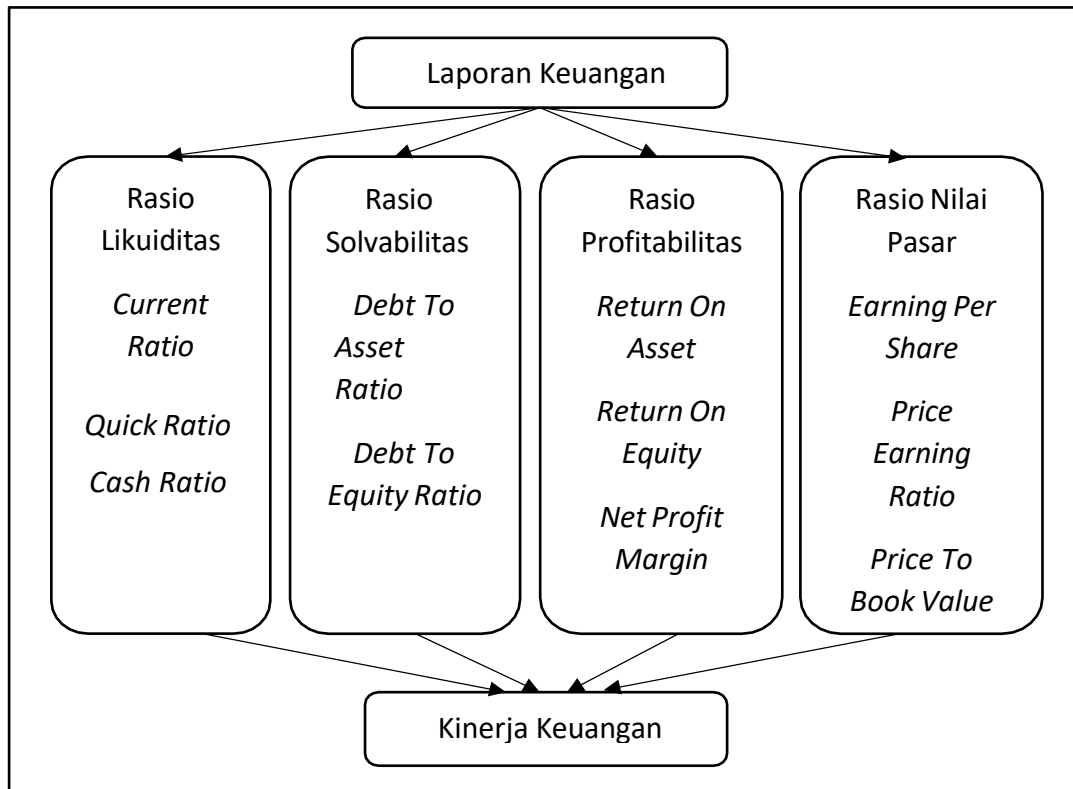 Laporan Keuangan
Rasio
Likuiditas
Current
Ratio
Quick Ratio
Cash Ratio
Rasio
Solvabilitas
Debt To
Asset
Ratio
Debt To
Equity Ratio
Rasio
Profitabilitas
Return On
Asset
Return On
Equity
Net Profit
Margin
Rasio Nilai
Pasar
Earning Per
Share
Price
Earning
Ratio
Price To
Book Value
Kinerja Keuangan